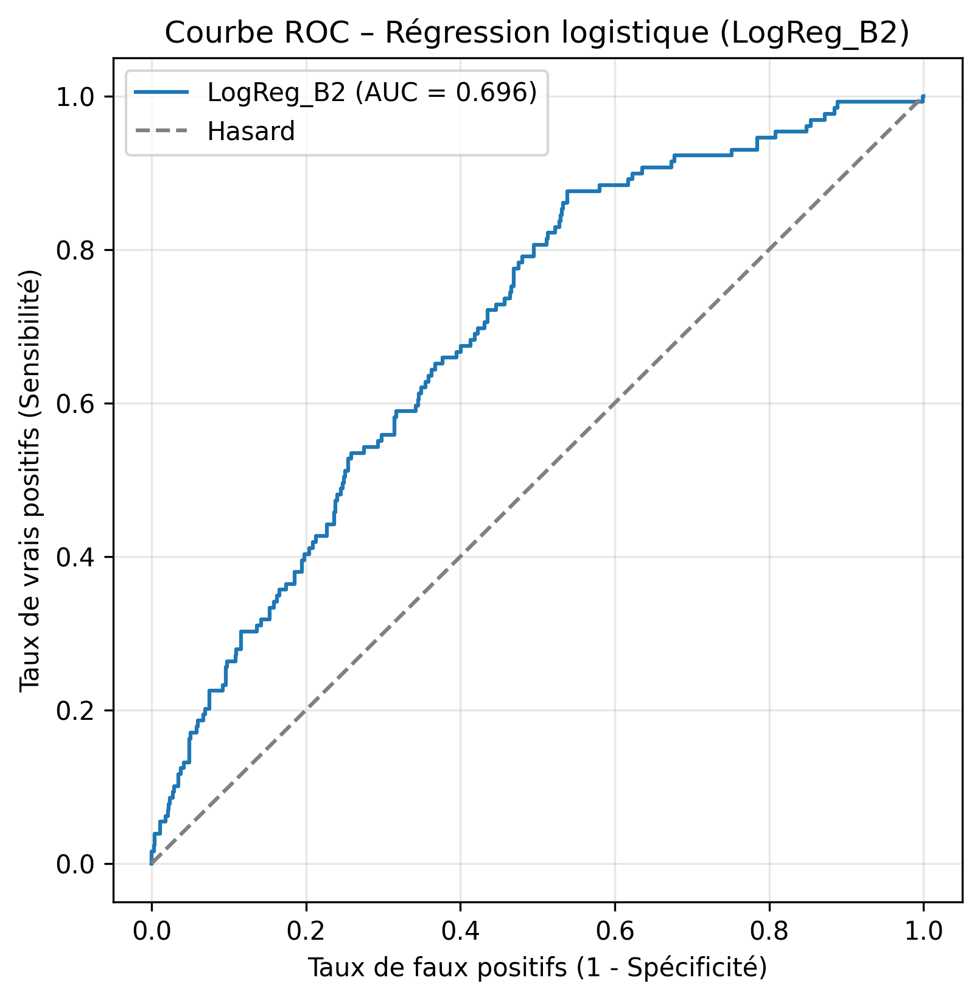 Courbe ROC – Régression logistique (LogReg_B2)
LogReg_B2 (AUC = 0.696)
Hasard
1.0
0.8
0.6
0.4
0.2
0.0
Taux de vrais positifs (Sensibilité)
0.0 0.2 0.4 0.6 0.8 1.0
Taux de faux positifs (1 - Spécificité)